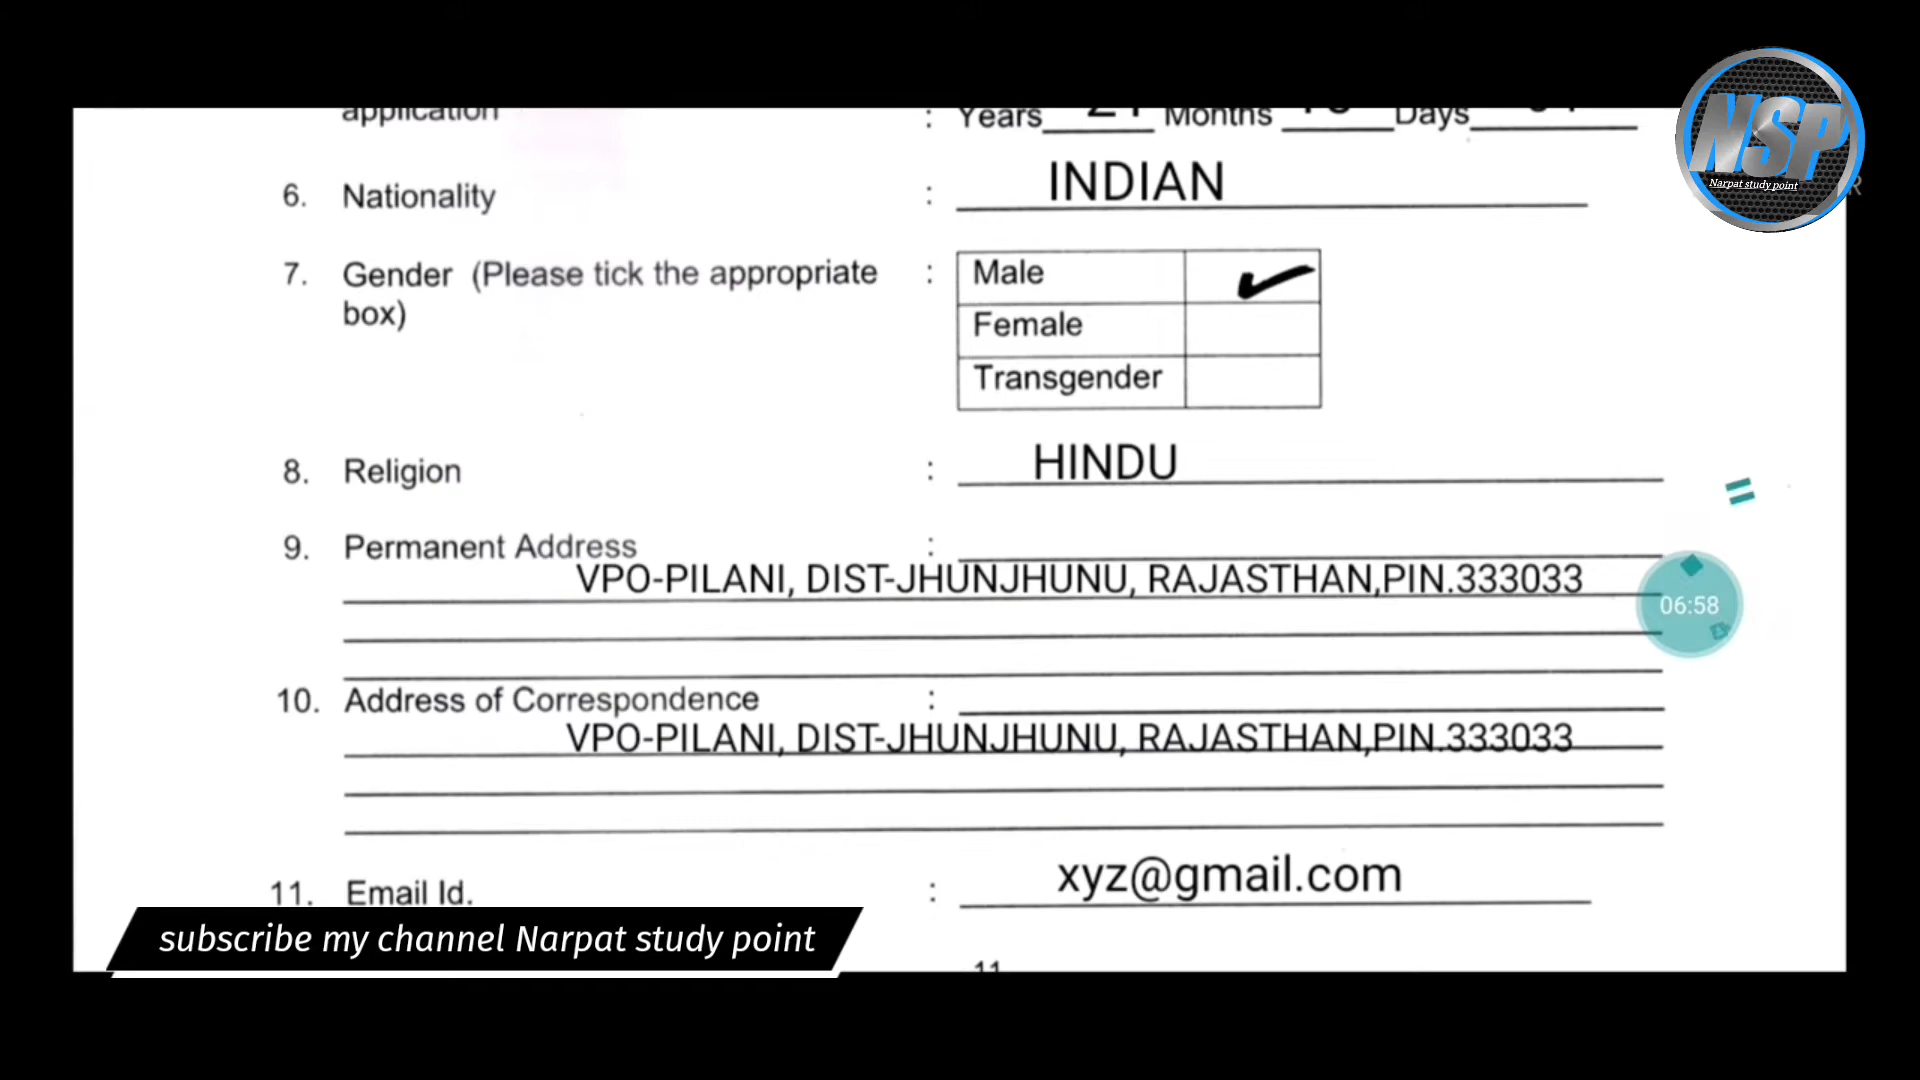 application : Years Months Days
6. Nationality : INDIAN
7. Gender (Please tick the appropriate : Male
box)
Female
Transgender
8. Religion : HINDU
9. Permanent Address :
VPO-PILANI, DIST-JHUNJHUNU, RAJASTHAN,PIN.333033
10. Address of Correspondence :
VPO-PILANI, DIST-JHUNJHUNU, RAJASTHAN,PIN.333033
11. Email Id. : xyz@gmail.com
NSP
Narpat study point
R
06:58
subscribe my channel Narpat study point